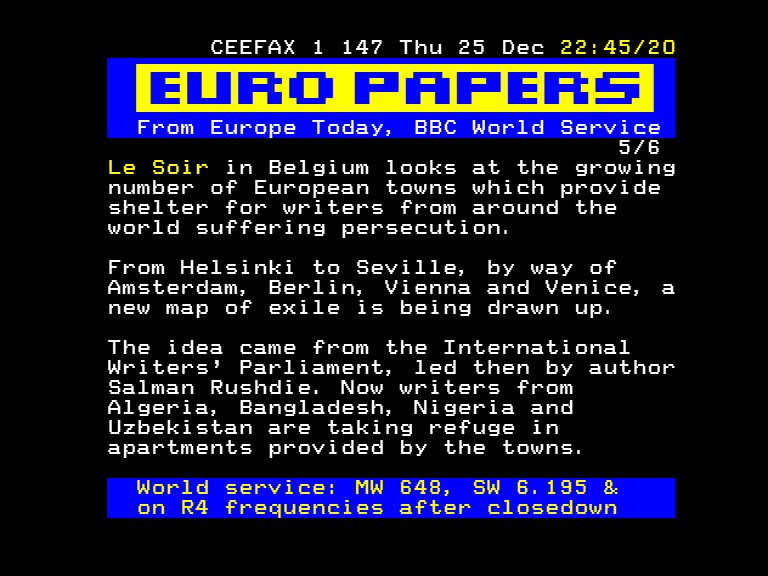 CEEFAX 1 147 Thu 25 Dec 22:45/20
EURO PAPERS
From Europe Today, BBC World Service
5/6
Le Soir in Belgium looks at the growing
number of European towns which provide
shelter for writers from around the
world suffering persecution.
From Helsinki to Seville, by way of
Amsterdam, Berlin, Vienna and Venice, a
new map of exile is being drawn up.
The idea came from the International
Writers' Parliament, led then by author
Salman Rushdie. Now writers from
Algeria, Bangladesh, Nigeria and
Uzbekistan are taking refuge in
apartments provided by the towns.
World service: MW 648, SW 6.195 &
on R4 frequencies after closedown